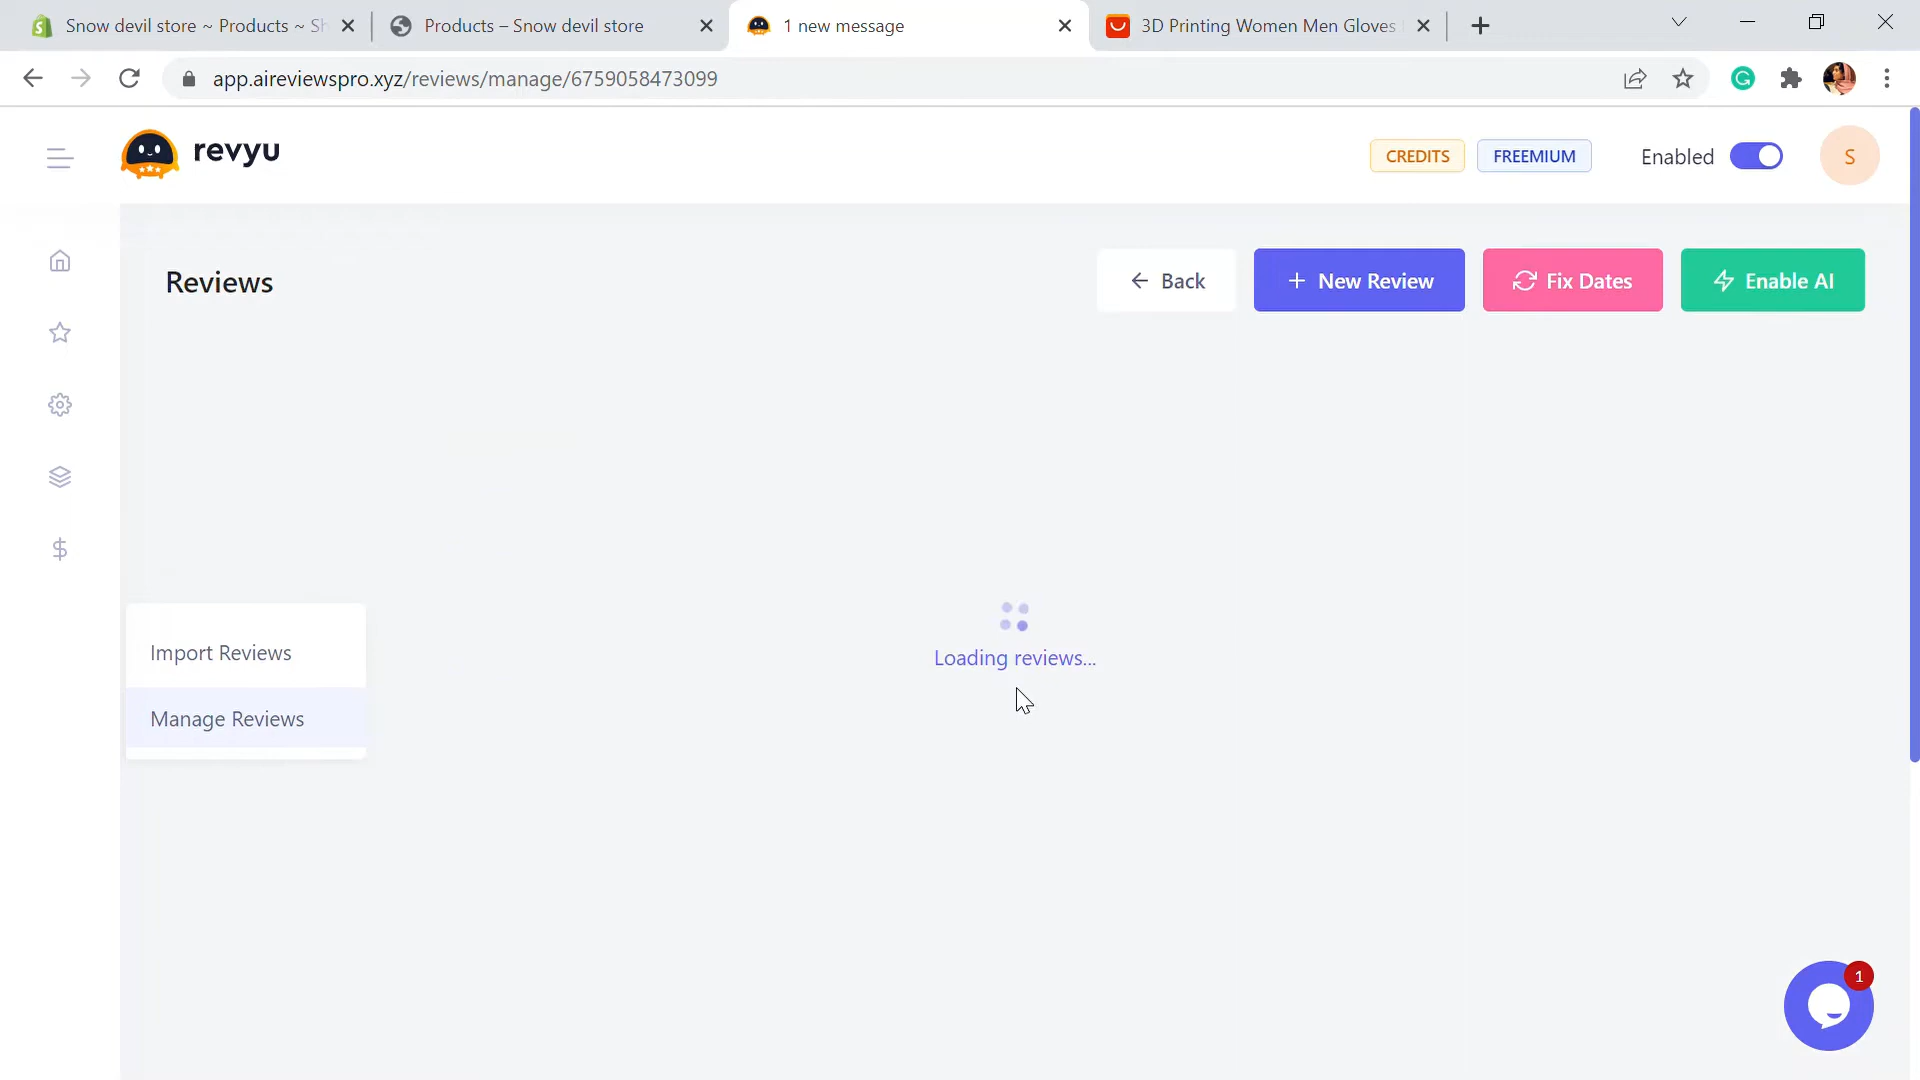 Snow devil store ~ Products ~ Sh
Products – Snow devil store
1 new message
3D Printing Women Men Gloves
app.aireviewspro.xyz/reviews/manage/6759058473099
revyu
CREDITS
FREEMIUM
Enabled
S
Reviews
Back
New Review
Fix Dates
Enable AI
Import Reviews
Manage Reviews
Loading reviews...
1